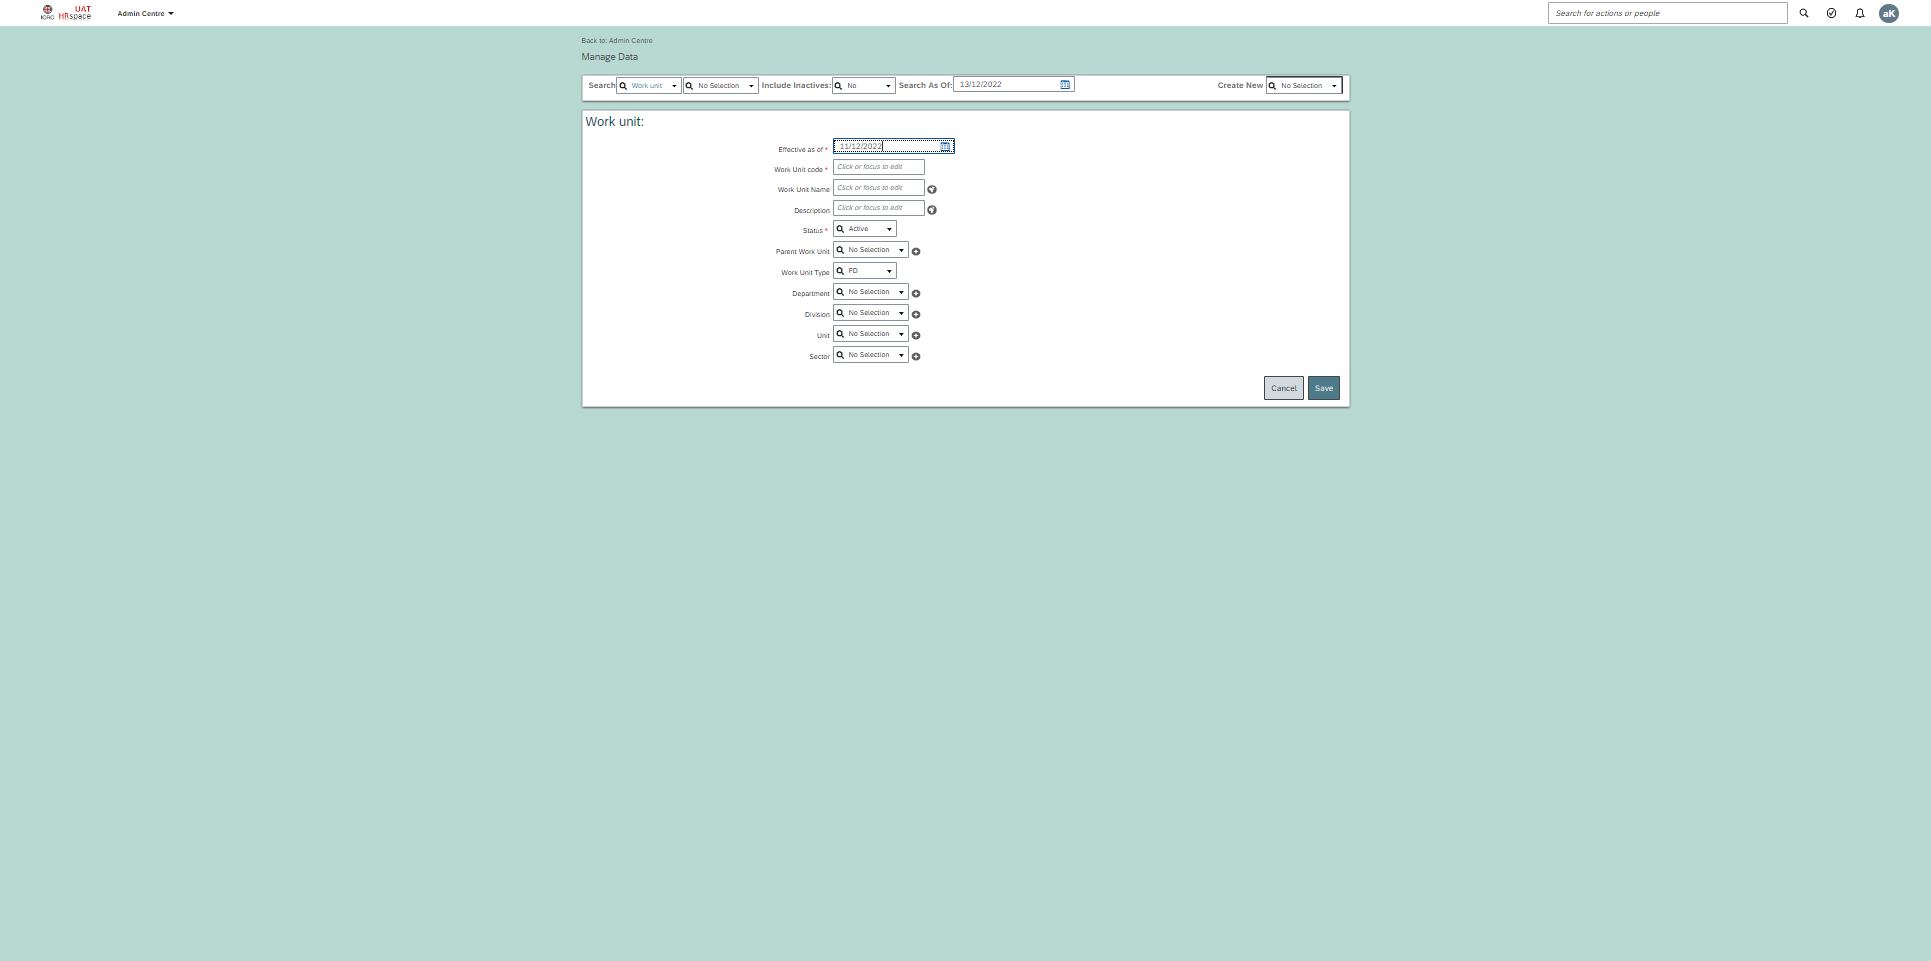 ICRC UAT HRspace Admin Centre Search for actions or people aK
Back to: Admin Centre
Manage Data
Search Work unit No Selection Include Inactives: No Search As Of: 13/12/2022 Create New No Selection
Work unit:
Effective as of * 11/12/2022
Work Unit code * Click or focus to edit
Work Unit Name Click or focus to edit
Description Click or focus to edit
Status * Active
Parent Work Unit No Selection
Work Unit Type FD
Department No Selection
Division No Selection
Unit No Selection
Sector No Selection
Cancel Save